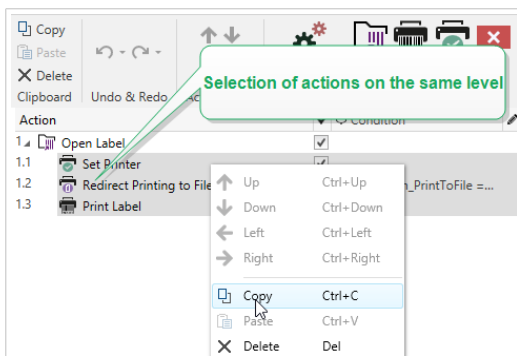 Copy
Paste
Delete
Clipboard Undo & Redo
Selection of actions on the same level
Action Condition
1 Open Label
1.1 Set Printer
1.2 Redirect Printing to File _PrintToFile =...
1.3 Print Label
Up Ctrl+Up
Down Ctrl+Down
Left Ctrl+Left
Right Ctrl+Right
Copy Ctrl+C
Paste Ctrl+V
Delete Del